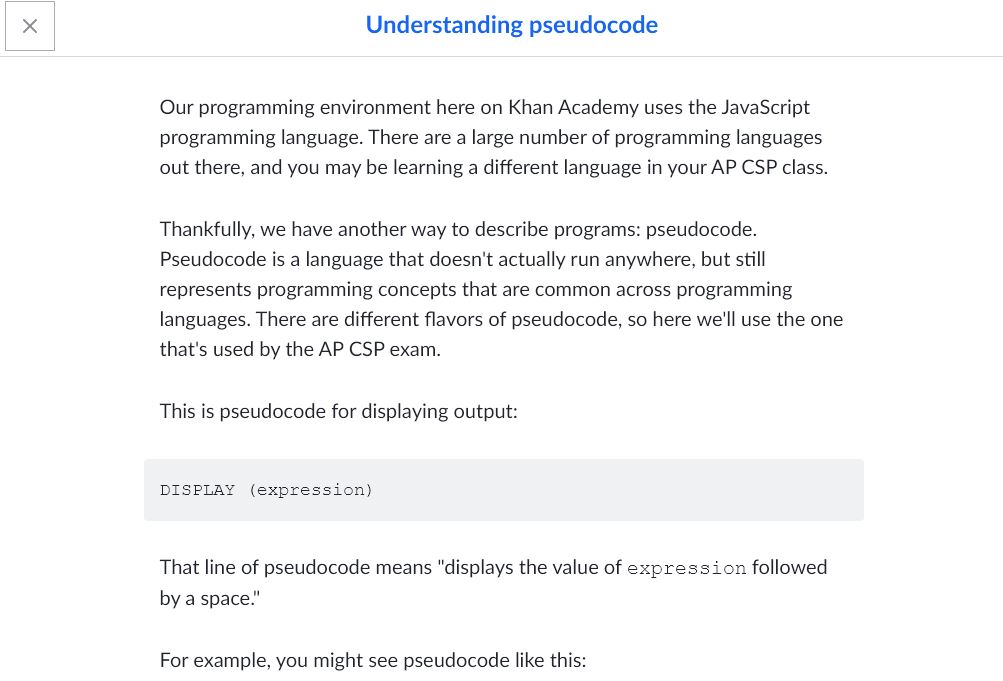 Understanding pseudocode
Our programming environment here on Khan Academy uses the JavaScript
programming language. There are a large number of programming languages
out there, and you may be learning a different language in your AP CSP class.
Thankfully, we have another way to describe programs: pseudocode.
Pseudocode is a language that doesn't actually run anywhere, but still
represents programming concepts that are common across programming
languages. There are different flavors of pseudocode, so here we'll use the one
that's used by the AP CSP exam.
This is pseudocode for displaying output:
DISPLAY (expression)
That line of pseudocode means "displays the value of expression followed
by a space."
For example, you might see pseudocode like this: